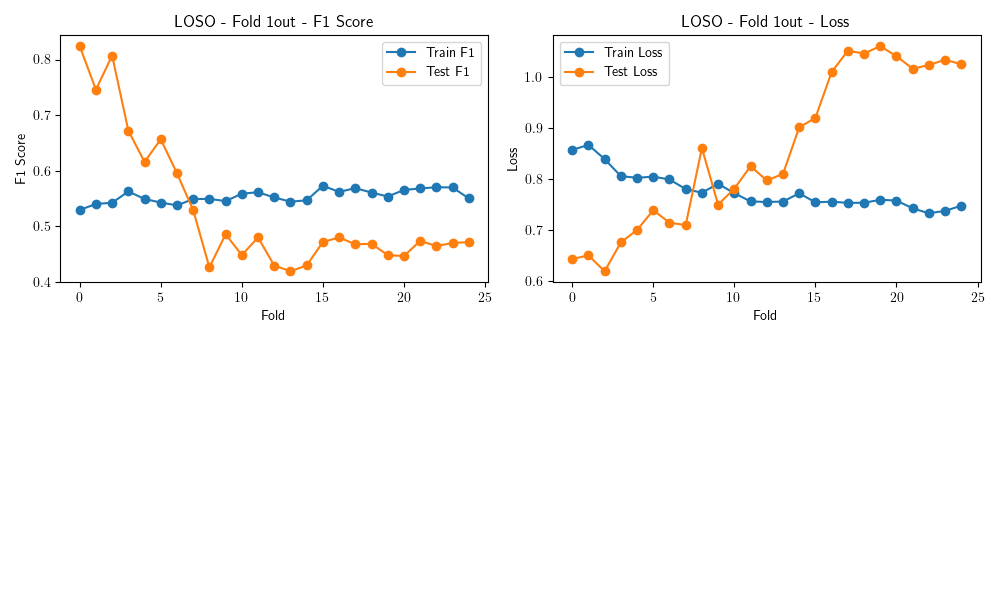 LOSO - Fold 1out - F1 Score
0.8
0.7
0.6
0.5
0.4
F1 Score
Train F1
Test F1
0 5 10 15 20 25
Fold
LOSO - Fold 1out - Loss
1.0
0.9
0.8
0.7
0.6
Loss
Train Loss
Test Loss
0 5 10 15 20 25
Fold